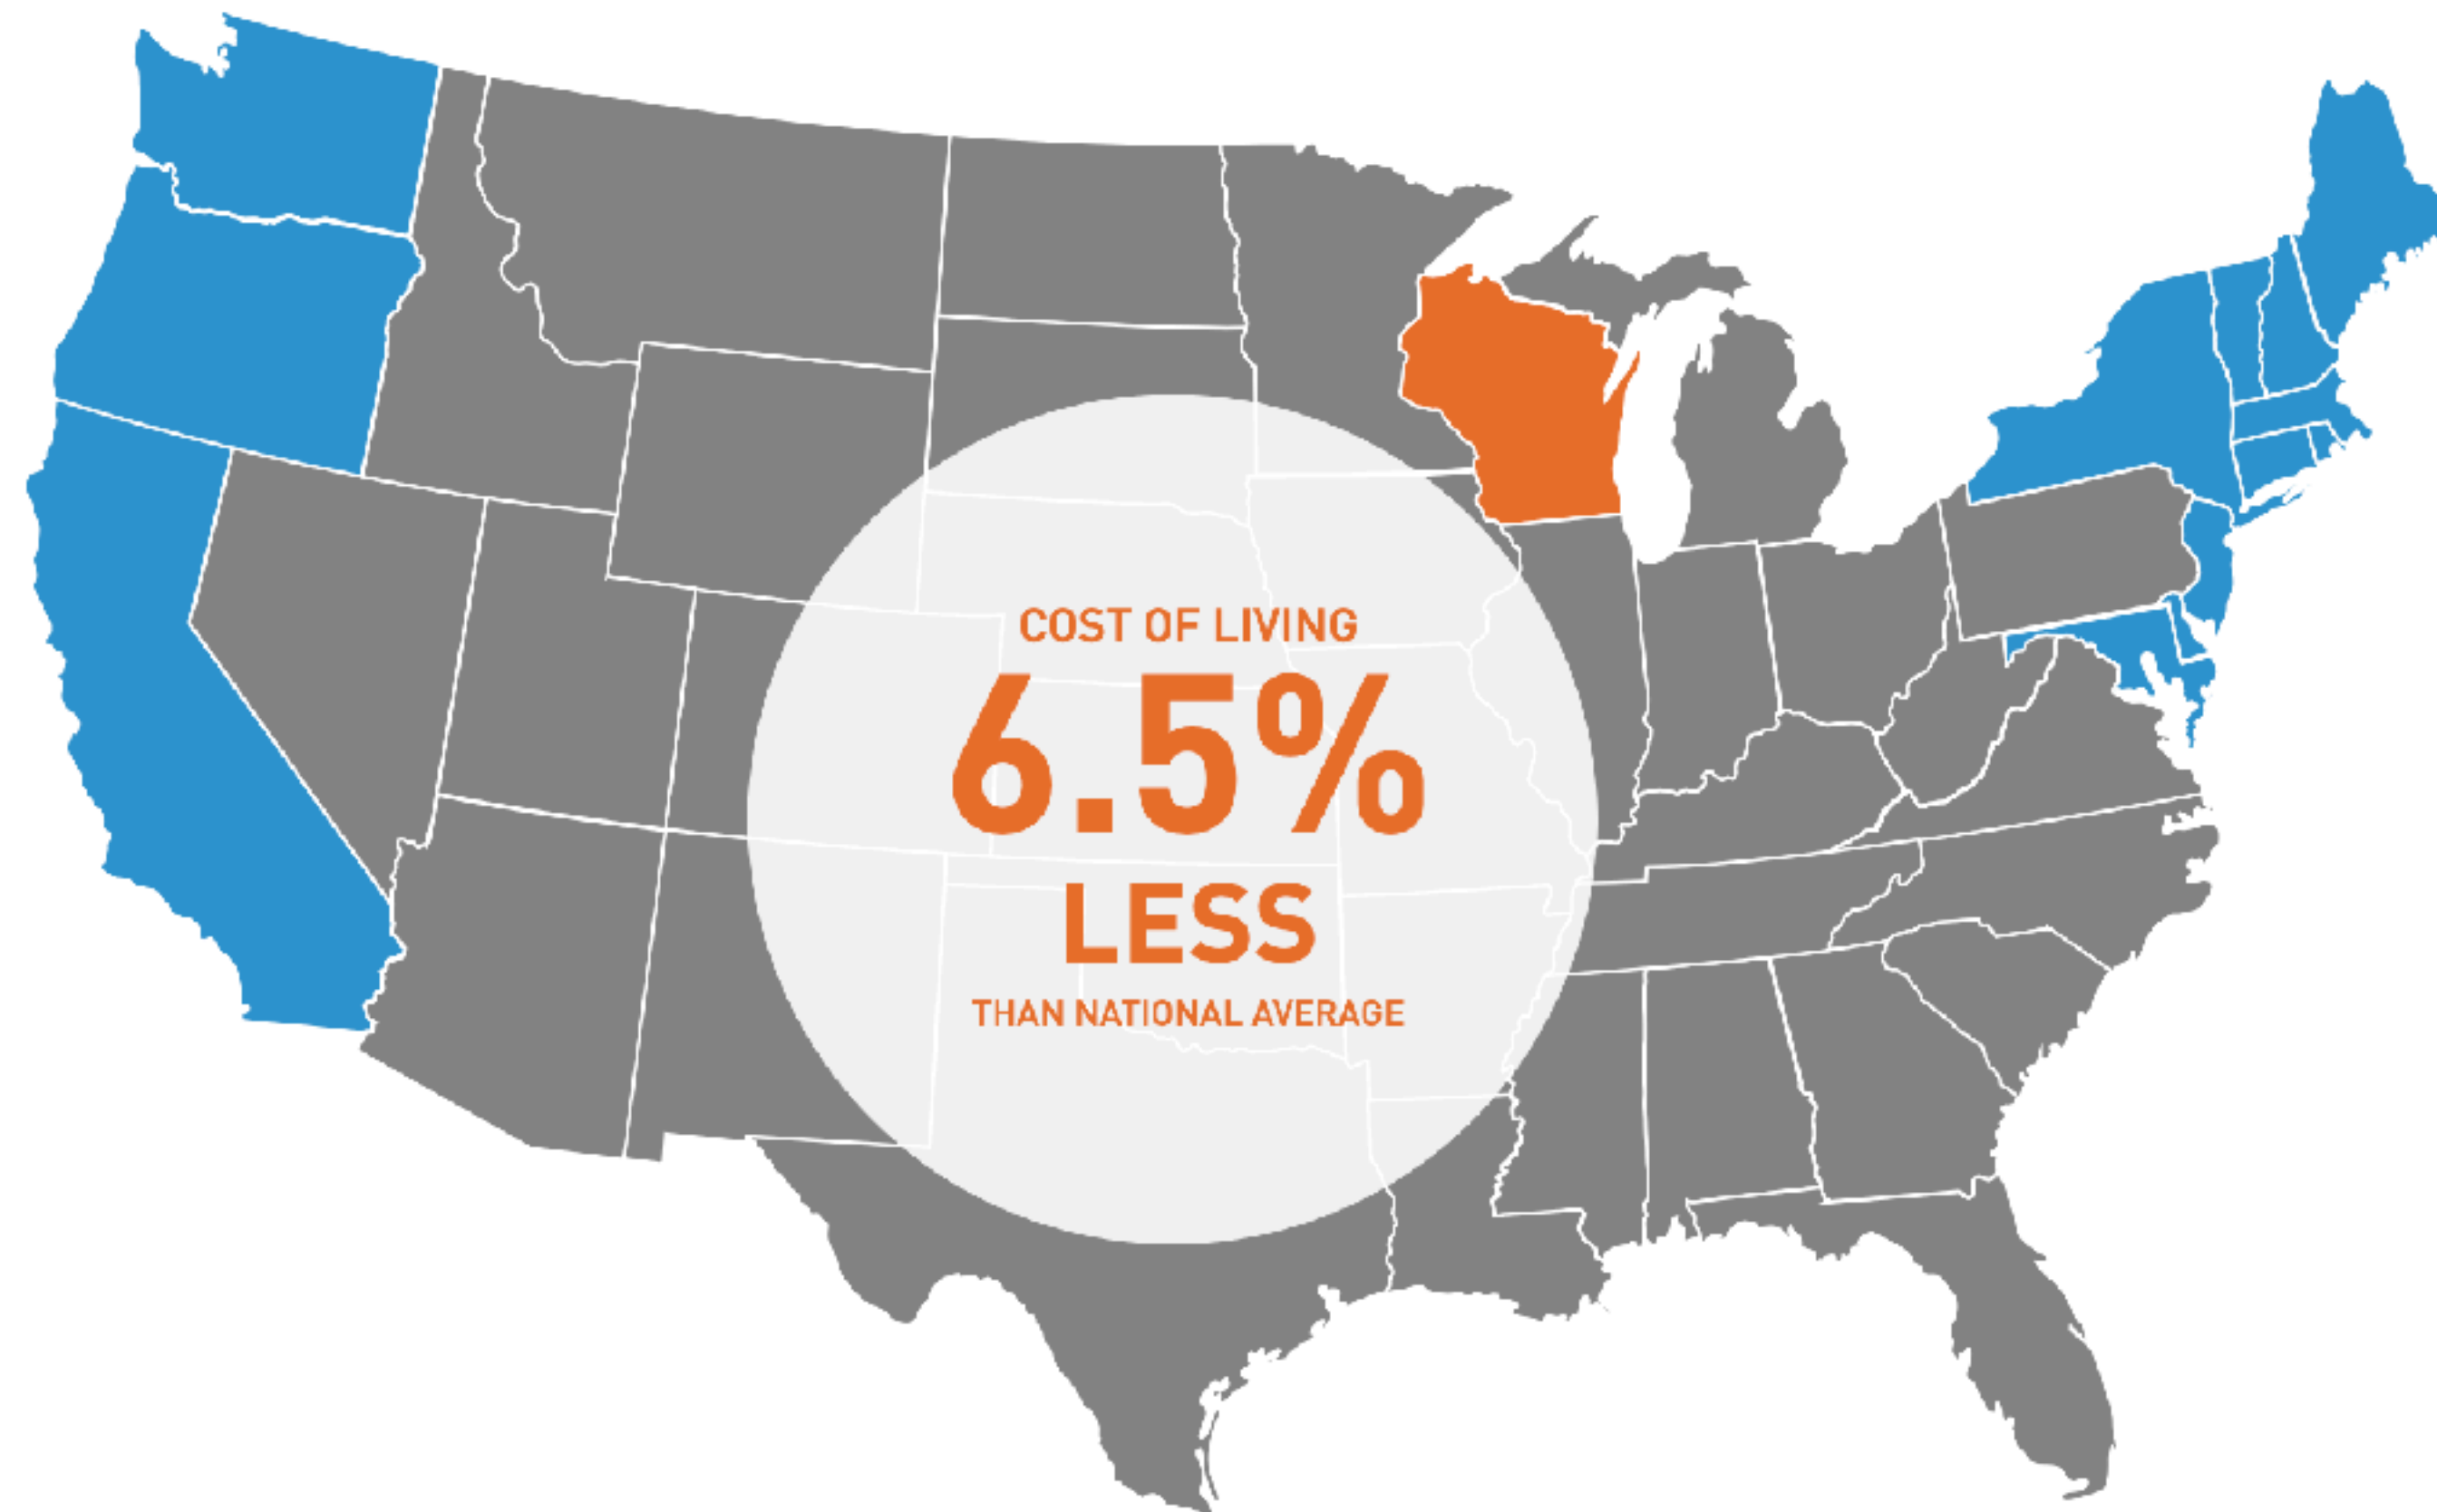 COST OF LIVING
6.5%
LESS
THAN NATIONAL AVERAGE